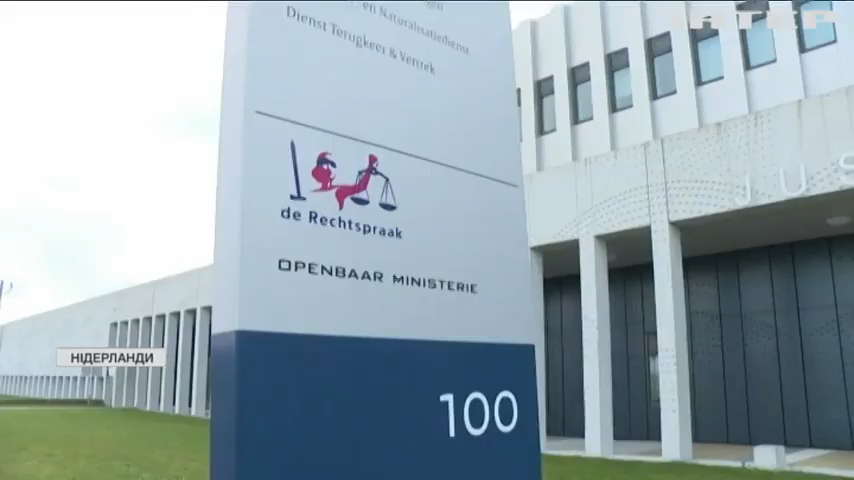 ІНТЕР
en Naturalisatiedienst
Dienst Terugkeer & Vertrek
JUS
de Rechtspraak
OPENBAAR MINISTERIE
НІДЕРЛАНДИ
100